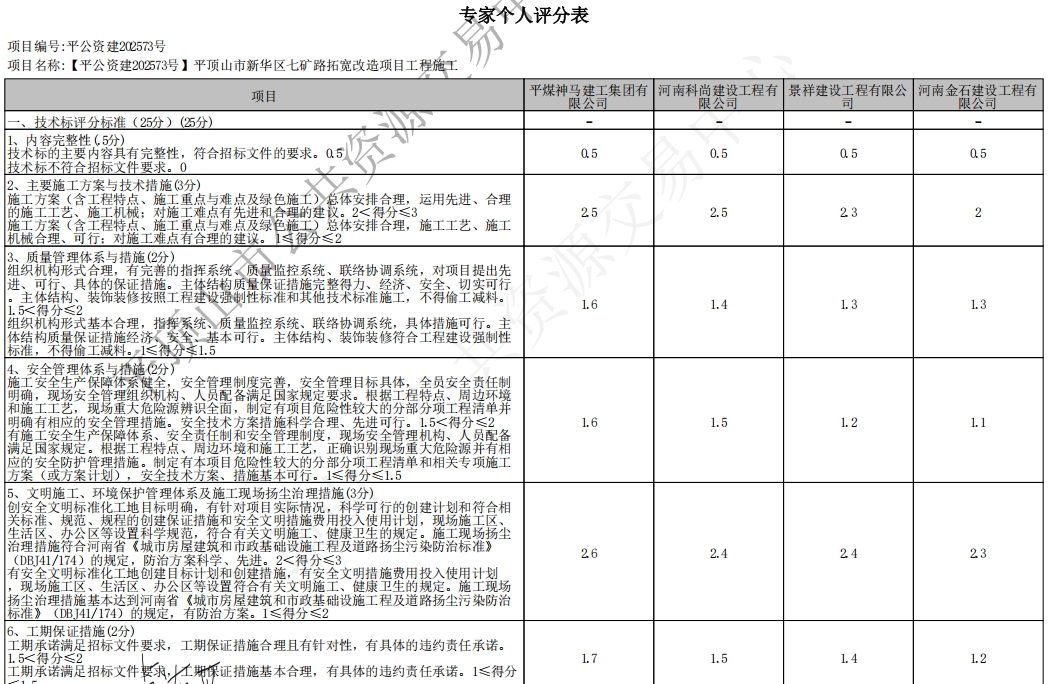 专家个人评分表
项目编号:平公资建202573号
项目名称:【平公资建202573号】平顶山市新华区七矿路拓宽改造项目工程施工
项目 平煤神马建工集团有限公司 河南科尚建设工程有限公司 景祥建设工程有限公司 河南金石建设工程有限公司
一、技术标评分标准（25分）(25分) - - - -
1、内容完整性(.5分)
技术标的主要内容具有完整性，符合招标文件的要求。0.5
技术标不符合招标文件要求。0
0.5 0.5 0.5 0.5
2、主要施工方案与技术措施(3分)
施工方案（含工程特点、施工重点与难点及绿色施工）总体安排合理，运用先进、合理
的施工工艺、施工机械；对施工难点有先进和合理的建议。2<得分≤3
施工方案（含工程特点、施工重点与难点及绿色施工）总体安排合理，施工工艺、施工
机械合理、可行；对施工难点有合理的建议。1≤得分≤2
2.5 2.5 2.3 2
3、质量管理体系与措施(2分)
组织机构形式合理，有完善的指挥系统、质量监控系统、联络协调系统，对项目提出先
进、可行、具体的保证措施。主体结构质量保证措施完整得力、经济、安全、切实可行
。主体结构、装饰装修按照工程建设强制性标准和其他技术标准施工，不得偷工减料。
1.5<得分≤2
组织机构形式基本合理，指挥系统、质量监控系统、联络协调系统，具体措施可行。主
体结构质量保证措施经济、安全、基本可行。主体结构、装饰装修符合工程建设强制性
标准，不得偷工减料。1≤得分≤1.5
1.6 1.4 1.3 1.3
4、安全管理体系与措施(2分)
施工安全生产保障体系健全，安全管理制度完善，安全管理目标具体，全员安全责任制
明确，现场安全管理组织机构、人员配备满足国家规定要求。根据工程特点、周边环境
和施工工艺，现场重大危险源辨识全面，制定有项目危险性较大的分部分项工程清单并
明确有相应的安全管理措施。安全技术方案措施科学合理、先进可行。1.5<得分≤2
有施工安全生产保障体系、安全责任制和安全管理制度，现场安全管理机构、人员配备
满足国家规定。根据工程特点、周边环境和施工工艺，正确识别现场重大危险源并有相
应的安全防护管理措施。制定有本项目危险性较大的分部分项工程清单和相关专项施工
方案（或方案计划），安全技术方案、措施基本可行。1≤得分≤1.5
1.6 1.5 1.2 1.1
5、文明施工、环境保护管理体系及施工现场扬尘治理措施(3分)
创安全文明标准化工地目标明确，有针对项目实际情况，科学可行的创建计划和符合相
关标准、规范、规程的创建保证措施和安全文明措施费用投入使用计划，现场施工区、
生活区、办公区等设置科学规范，符合有关文明施工、健康卫生的规定。施工现场扬尘
治理措施符合河南省《城市房屋建筑和市政基础设施工程及道路扬尘污染防治标准》
（DBJ41/174）的规定，防治方案科学、先进。2<得分≤3
有安全文明标准化工地创建目标计划和创建措施，有安全文明措施费用投入使用计划
，现场施工区、生活区、办公区等设置符合有关文明施工、健康卫生的规定。施工现场
扬尘治理措施基本达到河南省《城市房屋建筑和市政基础设施工程及道路扬尘污染防治
标准》（DBJ41/174）的规定，有防治方案。1≤得分≤2
2.6 2.4 2.4 2.3
6、工期保证措施(2分)
工期承诺满足招标文件要求，工期保证措施合理且有针对性，有具体的违约责任承诺。
1.5<得分≤2
工期承诺满足招标文件要求，工期保证措施基本合理，有具体的违约责任承诺。1≤得分
≤1.5
1.7 1.5 1.4 1.2
平顶山市公共资源交易中心
共资源交易中心